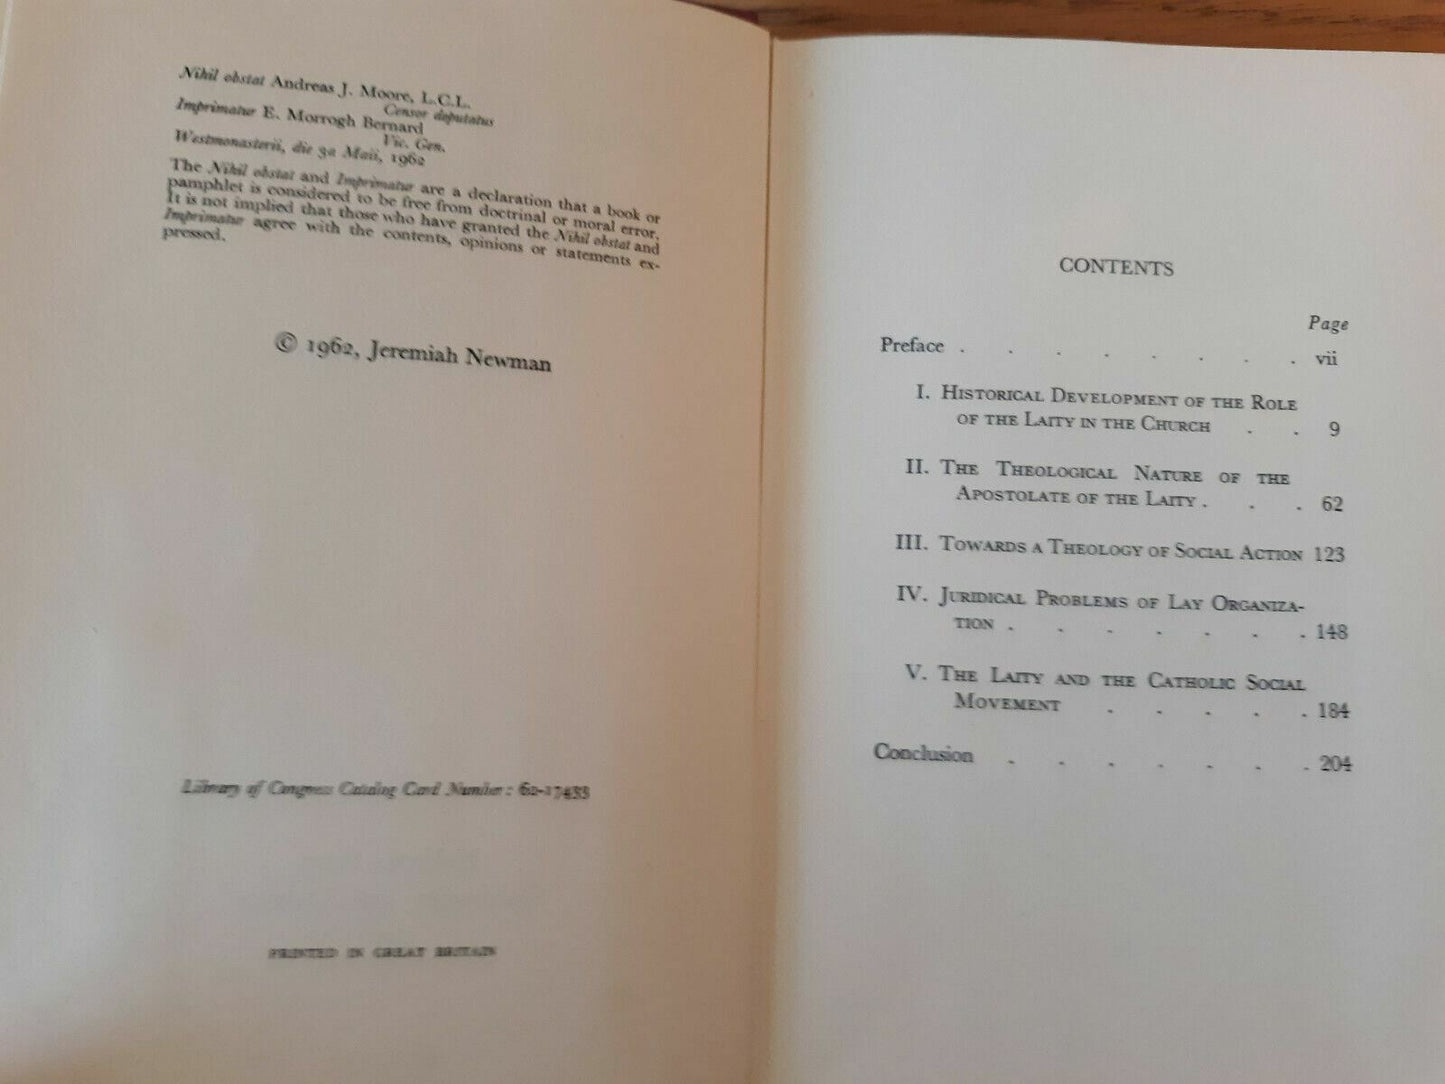 Nihil obstat Andreas J. Moore, L.C.L.
Censor deputatus
Imprimatur E. Morrogh Bernard
Vic. Gen.
Westmonasterii, die 3a Maii, 1962
The Nihil obstat and Imprimatur are a declaration that a book or
pamphlet is considered to be free from doctrinal or moral error.
It is not implied that those who have granted the Nihil obstat and
Imprimatur agree with the contents, opinions or statements ex-
pressed.
© 1962, Jeremiah Newman
Library of Congress Catalog Card Number: 62-17433
PRINTED IN GREAT BRITAIN
CONTENTS
Page
Preface . . . . . . . . vii
I. Historical Development of the Role
of the Laity in the Church . . 9
II. The Theological Nature of the
Apostolate of the Laity . . . 62
III. Towards a Theology of Social Action 123
IV. Juridical Problems of Lay Organiza-
tion . . . . . . . 148
V. The Laity and the Catholic Social
Movement . . . . . 184
Conclusion . . . . . . . 204